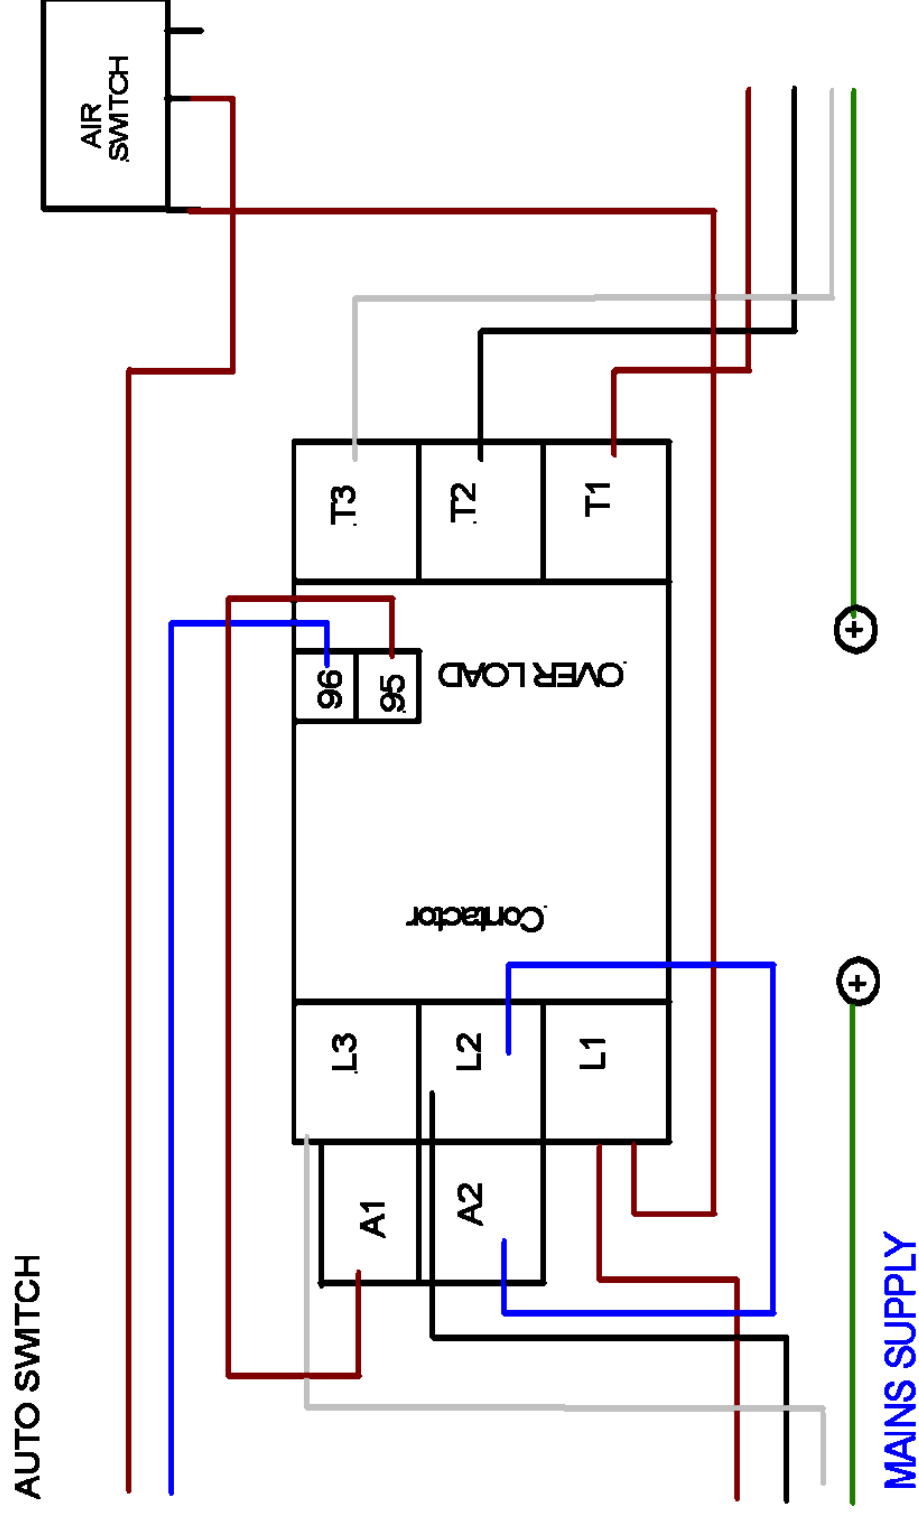 AUTO SWITCH
AIR
SWITCH
T3
T2
T1
96
95
OVER LOAD
Contactor
L3
L2
L1
A1
A2
MAINS SUPPLY
+
+